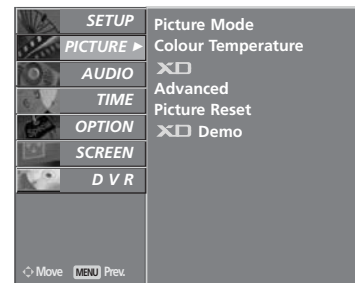 SETUP
PICTURE ►
AUDIO
TIME
OPTION
SCREEN
D V R
Picture Mode
Colour Temperature
XD
Advanced
Picture Reset
XD Demo
Move MENU Prev.